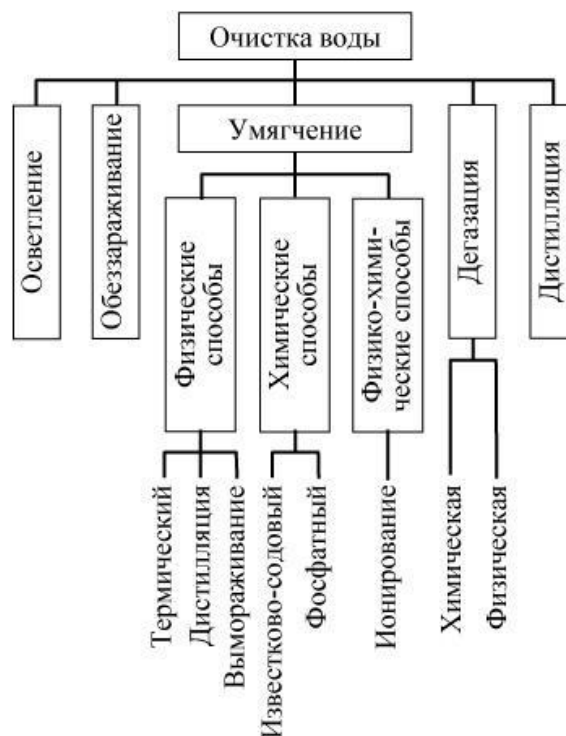 Очистка воды
Осветление
Обеззараживание
Умягчение
Дегазация
Дистилляция
Физические
способы
Химические
способы
Физико-хими-
ческие способы
Термический
Дистилляция
Вымораживание
Известково-содовый
Фосфатный
Ионирование
Химическая
Физическая